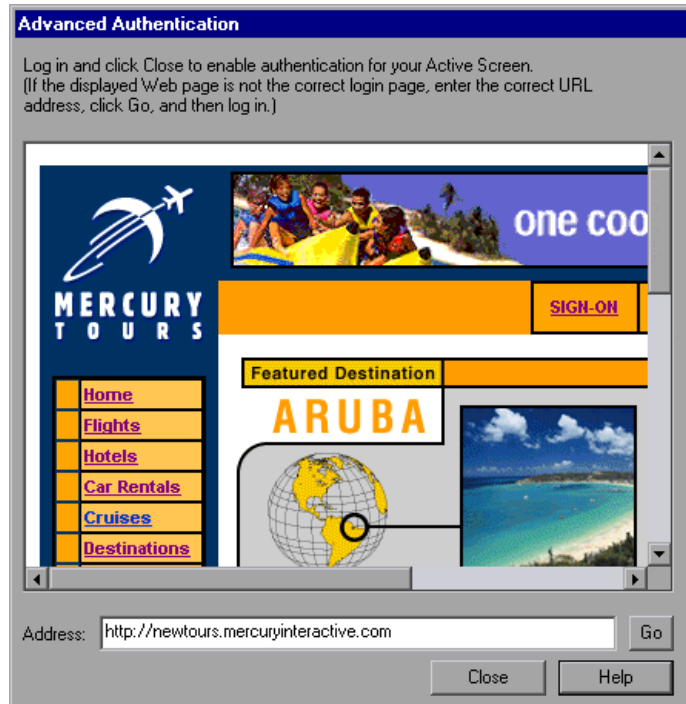 Advanced Authentication
Log in and click Close to enable authentication for your Active Screen.
(If the displayed Web page is not the correct login page, enter the correct URL
address, click Go, and then log in.)
one coo
MERCURY
TOURS
SIGN-ON
Featured Destination
ARUBA
Home
Flights
Hotels
Car Rentals
Cruises
Destinations
Address: http://newtours.mercuryinteractive.com Go
Close Help